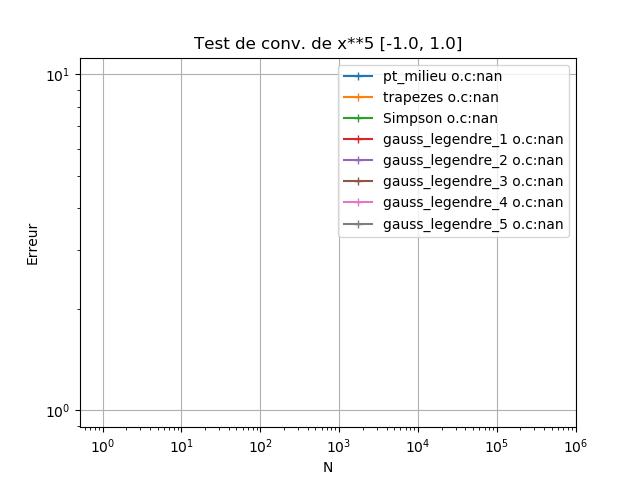 Test de conv. de x**5 [-1.0, 1.0]
10^1
pt_milieu o.c:nan
trapezes o.c:nan
Simpson o.c:nan
gauss_legendre_1 o.c:nan
gauss_legendre_2 o.c:nan
gauss_legendre_3 o.c:nan
gauss_legendre_4 o.c:nan
gauss_legendre_5 o.c:nan
Erreur
10^0
10^0 10^1 10^2 10^3 10^4 10^5 10^6
N